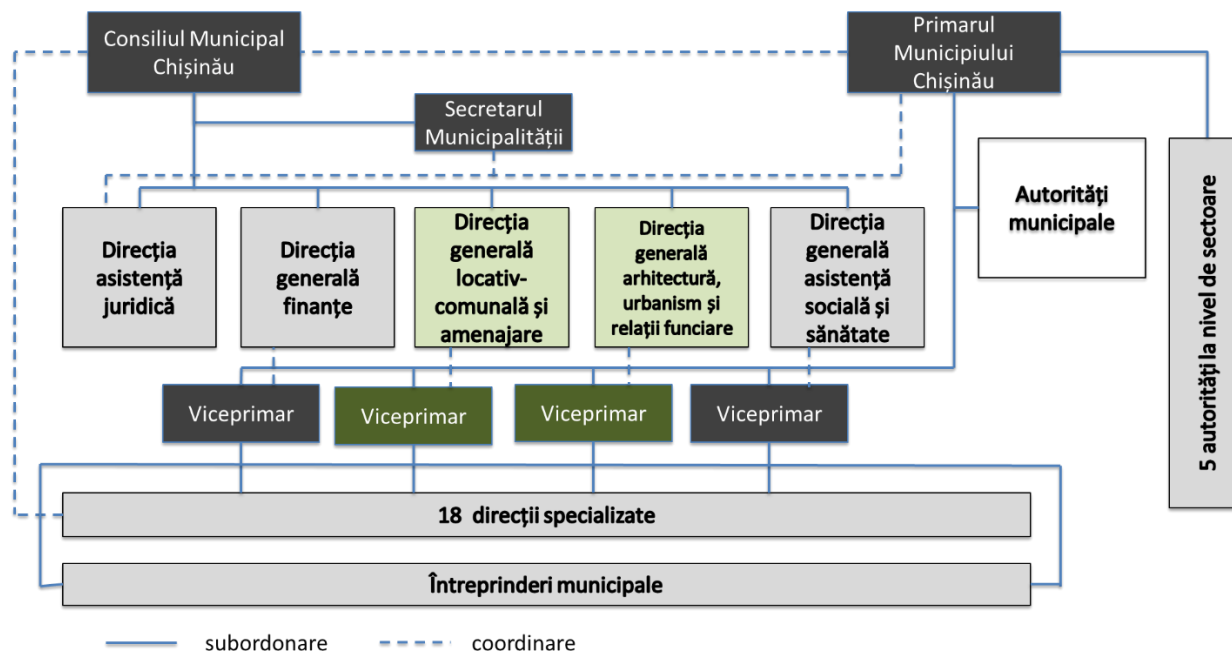 Consiliul Municipal
Chișinău
Primarul
Municipiului
Chișinău
Secretarul
Municipalității
Autorități
municipale
5 autorități la nivel de sectoare
Direcția
asistență
juridică
Direcția
generală
finanțe
Direcția
generală
locativ-
comunală și
amenajare
Direcția
generală
arhitectură,
urbanism și
relații funciare
Direcția
generală
asistență
socială și
sănătate
Viceprimar
Viceprimar
Viceprimar
Viceprimar
18 direcții specializate
Întreprinderi municipale
subordonare
coordinare